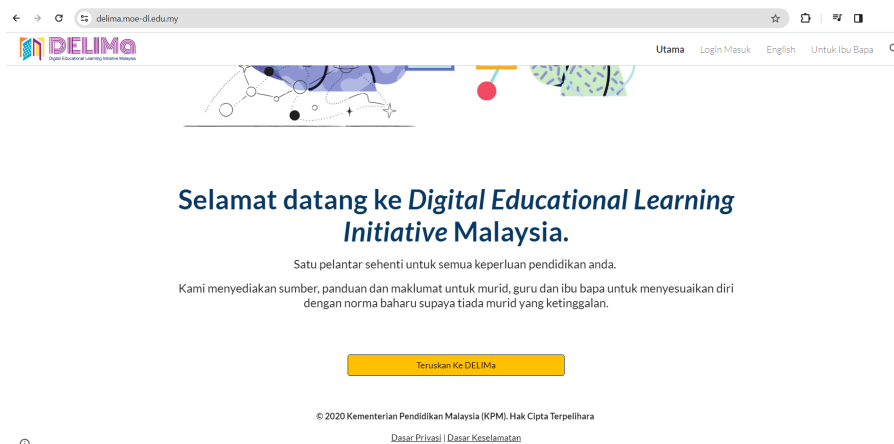 delima.moe-dl.edu.my
DELIMa
Digital Educational Learning Initiative Malaysia
Utama Login Masuk English Untuk Ibu Bapa
Selamat datang ke Digital Educational Learning
Initiative Malaysia.
Satu pelantar sehenti untuk semua keperluan pendidikan anda.
Kami menyediakan sumber, panduan dan maklumat untuk murid, guru dan ibu bapa untuk menyesuaikan diri
dengan norma baharu supaya tiada murid yang ketinggalan.
Teruskan Ke DELIMa
© 2020 Kementerian Pendidikan Malaysia (KPM). Hak Cipta Terpelihara
Dasar Privasi | Dasar Keselamatan